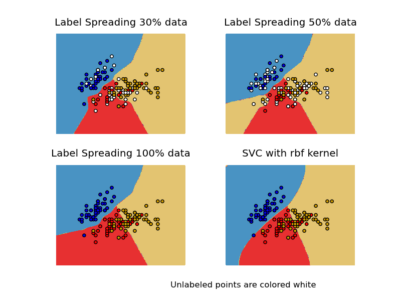 Label Spreading 30% data
Label Spreading 50% data
Label Spreading 100% data
SVC with rbf kernel
Unlabeled points are colored white